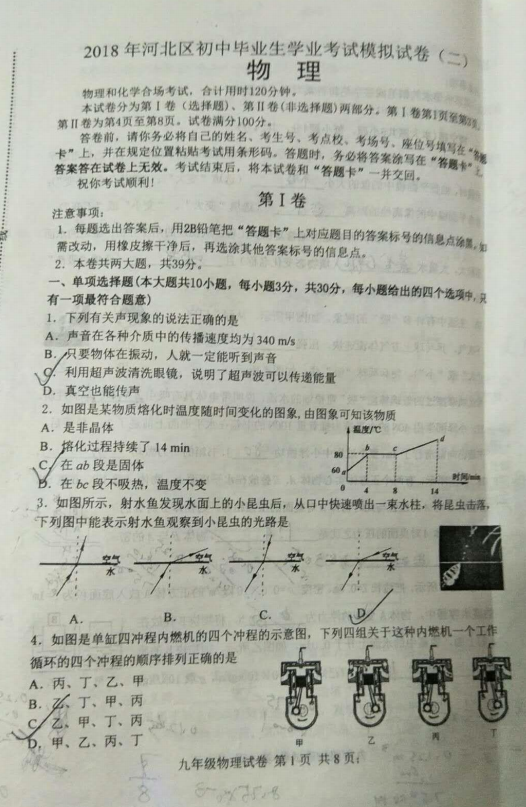 2018年河北区初中毕业生学业考试模拟试卷（二）
物 理
物理和化学合场考试，合计用时120分钟。
本试卷分为第Ⅰ卷（选择题）、第Ⅱ卷(非选择题)两部分。第Ⅰ卷第1页至第3页
第Ⅱ卷为第4页至第8页。试卷满分100分。
答卷前，请你务必将自己的姓名、考生号、考点校、考场号、座位号填写在“答题
卡”上，并在规定位置粘贴考试用条形码。答题时，务必将答案涂写在“答题卡”上，
答案答在试卷上无效。考试结束后，将本试卷和“答题卡”一并交回。
祝你考试顺利！
第Ⅰ卷
注意事项：
1．每题选出答案后，用2B铅笔把“答题卡”上对应题目的答案标号的信息点涂黑，如
需改动，用橡皮擦干净后，再选涂其他答案标号的信息点。
2．本卷共两大题，共39分。
一、单项选择题(本大题共10小题，每小题3分，共30分，每小题给出的四个选项中，只
有一项最符合题意)
1．下列有关声现象的说法正确的是
A．声音在各种介质中的传播速度均为 340 m/s
B．只要物体在振动，人就一定能听到声音
C．利用超声波清洗眼镜，说明了超声波可以传递能量
D．真空也能传声
2．如图是某物质熔化时温度随时间变化的图象,由图象可知该物质
A．是非晶体
B．熔化过程持续了 14 min
C．在 ab 段是固体
D．在 bc 段不吸热，温度不变
温度/℃
80
60
a
b
c
d
0 4 8 14
时间/min
3．如图所示，射水鱼发现水面上的小昆虫后，从口中快速喷出一束水柱，将昆虫击落，
下列图中能表示射水鱼观察到小昆虫的光路是
空气 空气 空气 空气
水 水 水 水
A． B． C． D
4．如图是单缸四冲程内燃机的四个冲程的示意图，下列四组关于这种内燃机一个工作
循环的四个冲程的顺序排列正确的是
A．丙、丁、乙、甲
B．乙、丁、甲、丙
C．乙、甲、丁、丙
D．甲、乙、丙、丁
甲 乙 丙 丁
九年级物理试卷 第1页 共8页